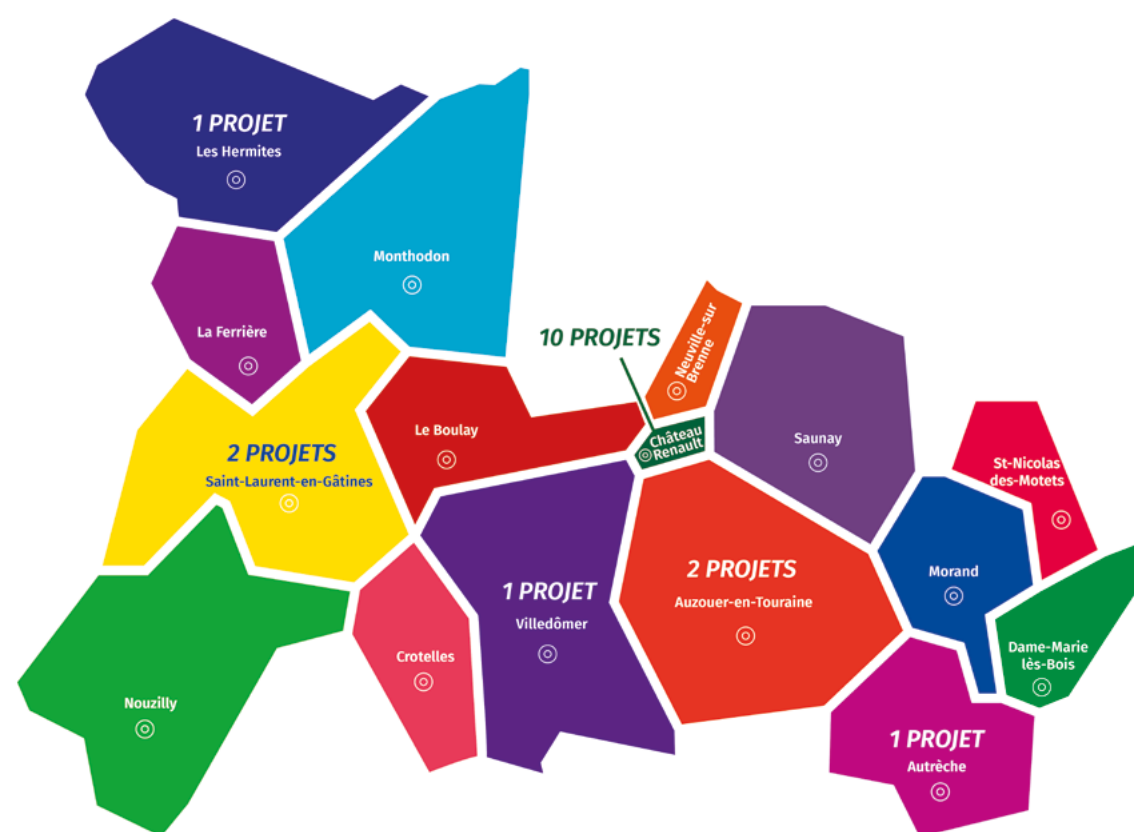 1 PROJET
Les Hermites
Monthodon
La Ferrière
10 PROJETS
Neuville-sur
Brenne
Château
Renault
Le Boulay
Saunay
2 PROJETS
Saint-Laurent-en-Gâtines
St-Nicolas
des-Motets
2 PROJETS
Auzouer-en-Touraine
Morand
1 PROJET
Villedômer
Crotelles
Dame-Marie
lès-Bois
Nouzilly
1 PROJET
Autrèche